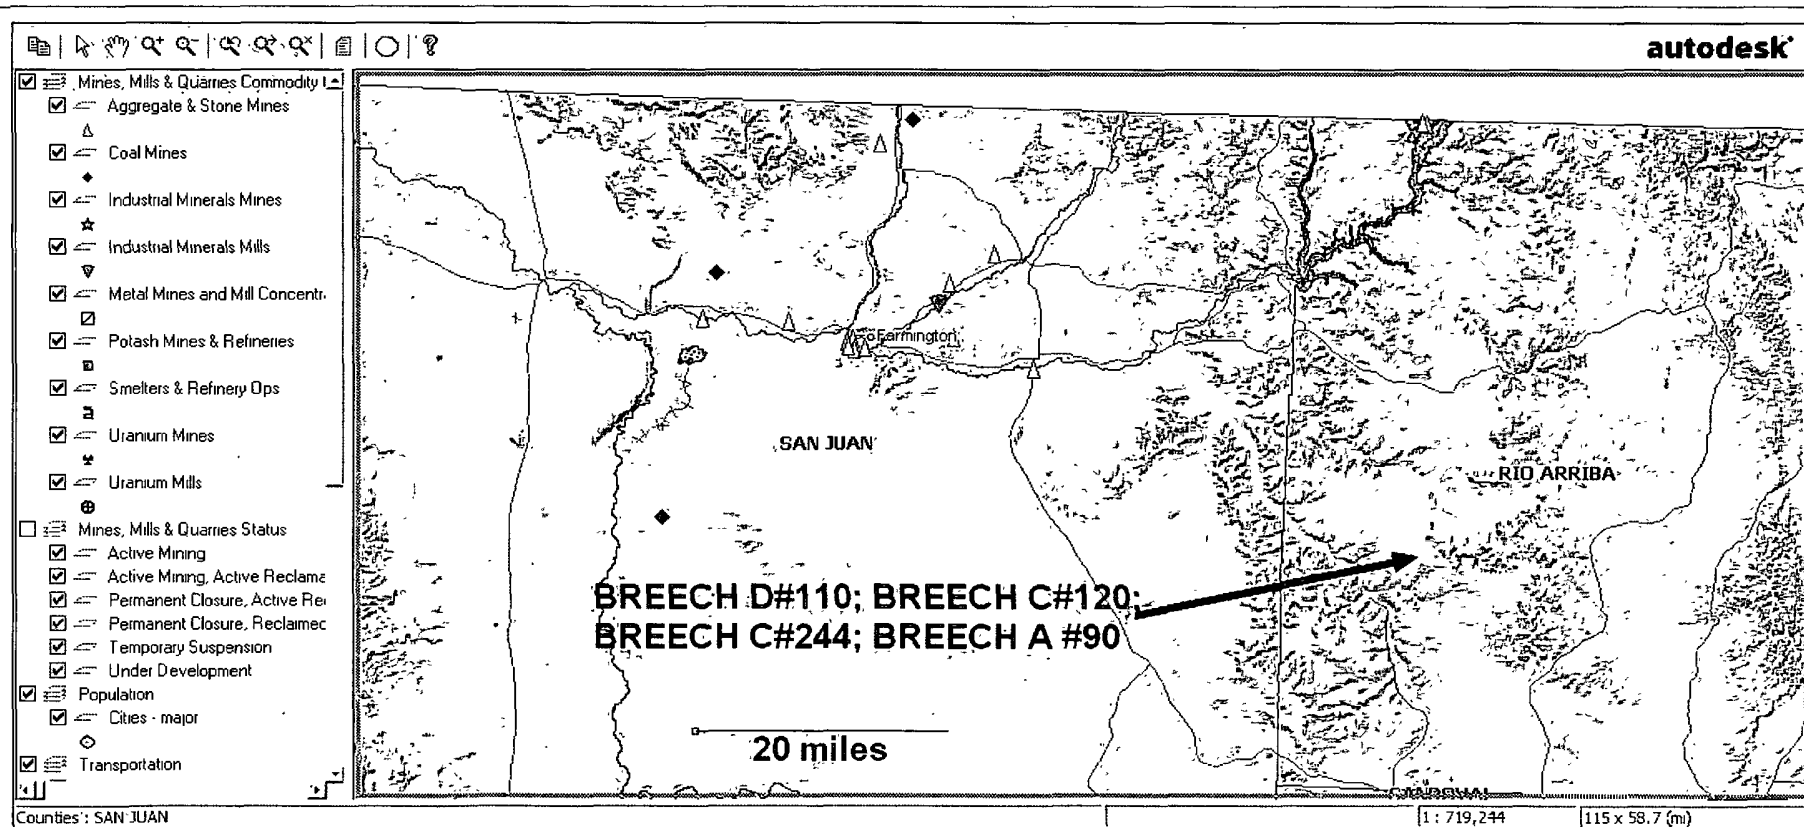 autodesk
Mines, Mills & Quarries Commodity
Aggregate & Stone Mines
Coal Mines
Industrial Minerals Mines
Industrial Minerals Mills
Metal Mines and Mill Concentr
Potash Mines & Refineries
Smelters & Refinery Ops
Uranium Mines
Uranium Mills
Mines, Mills & Quarries Status
Active Mining
Active Mining, Active Reclama
Permanent Closure, Active Re
Permanent Closure, Reclaimed
Temporary Suspension
Under Development
Population
Cities - major
Transportation
Farmington
SAN JUAN
RIO ARRIBA
BREECH D#110; BREECH C#120;
BREECH C#244; BREECH A #90
20 miles
SANDOVAL
Counties: SAN JUAN
1 : 719,244
115 x 58.7 (mi)